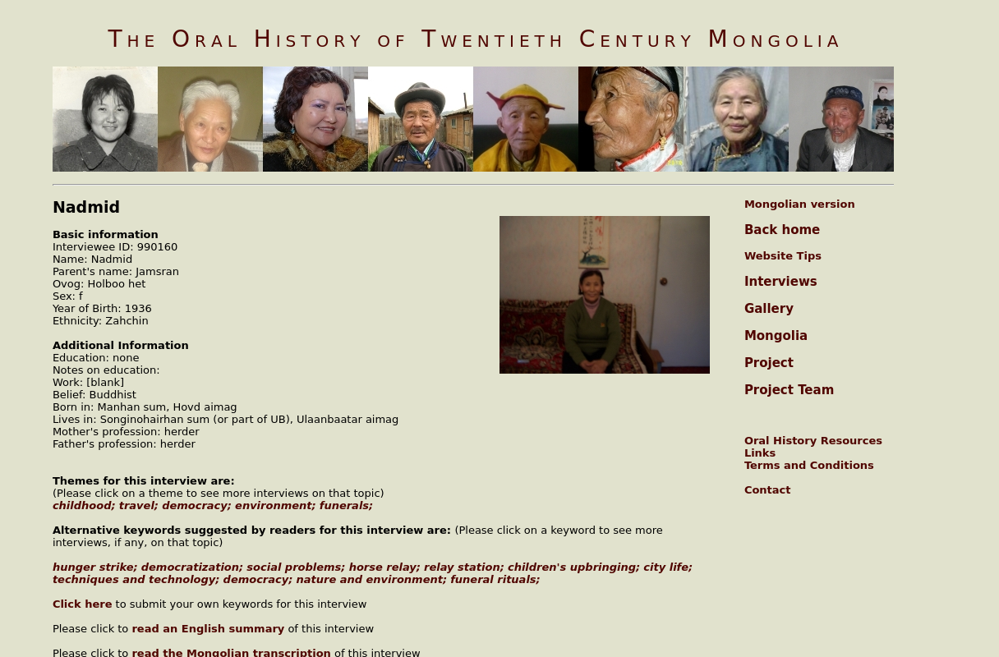 The Oral History of Twentieth Century Mongolia
Nadmid
Basic information
Interviewee ID: 990160
Name: Nadmid
Parent's name: Jamsran
Ovog: Holboo het
Sex: f
Year of Birth: 1936
Ethnicity: Zahchin
Additional Information
Education: none
Notes on education:
Work: [blank]
Belief: Buddhist
Born in: Manhan sum, Hovd aimag
Lives in: Songinohairhan sum (or part of UB), Ulaanbaatar aimag
Mother's profession: herder
Father's profession: herder
Themes for this interview are:
(Please click on a theme to see more interviews on that topic)
childhood; travel; democracy; environment; funerals;
Alternative keywords suggested by readers for this interview are: (Please click on a keyword to see more
interviews, if any, on that topic)
hunger strike; democratization; social problems; horse relay; relay station; children's upbringing; city life;
techniques and technology; democracy; nature and environment; funeral rituals;
Click here to submit your own keywords for this interview
Please click to read an English summary of this interview
Please click to read the Mongolian transcription of this interview
Mongolian version
Back home
Website Tips
Interviews
Gallery
Mongolia
Project
Project Team
Oral History Resources
Links
Terms and Conditions
Contact